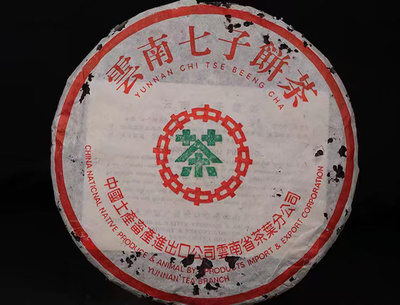 雲南七子餅茶
YUNNAN CHI TSE BEENG CHA
茶
中國土產畜產進出口公司雲南省茶葉分公司
CHINA NATIONAL NATIVE PRODUCE & ANIMAL BY-PRODUCTS IMPORT & EXPORT CORPORATION
YUNNAN TEA BRANCH